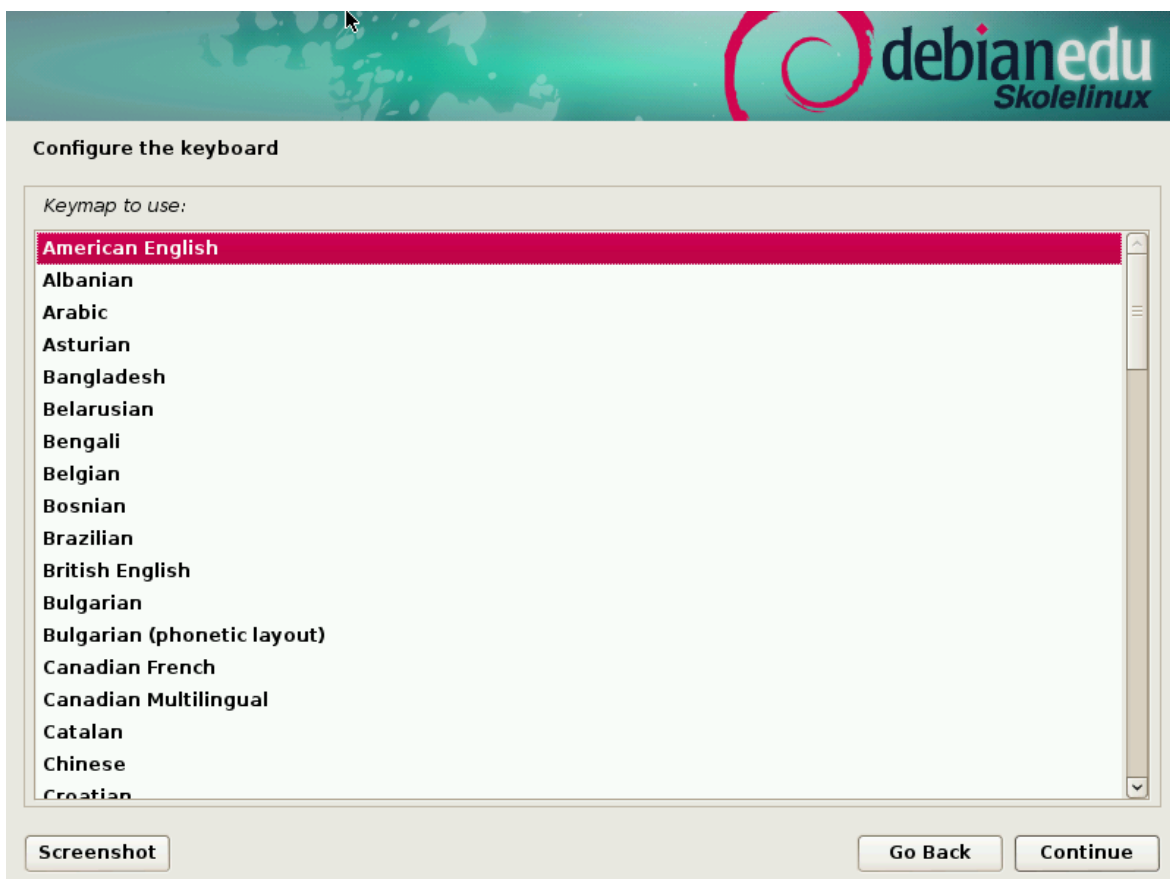 debianedu
Skolelinux
Configure the keyboard
Keymap to use:
American English
Albanian
Arabic
Asturian
Bangladesh
Belarusian
Bengali
Belgian
Bosnian
Brazilian
British English
Bulgarian
Bulgarian (phonetic layout)
Canadian French
Canadian Multilingual
Catalan
Chinese
Croatian
Screenshot
Go Back
Continue